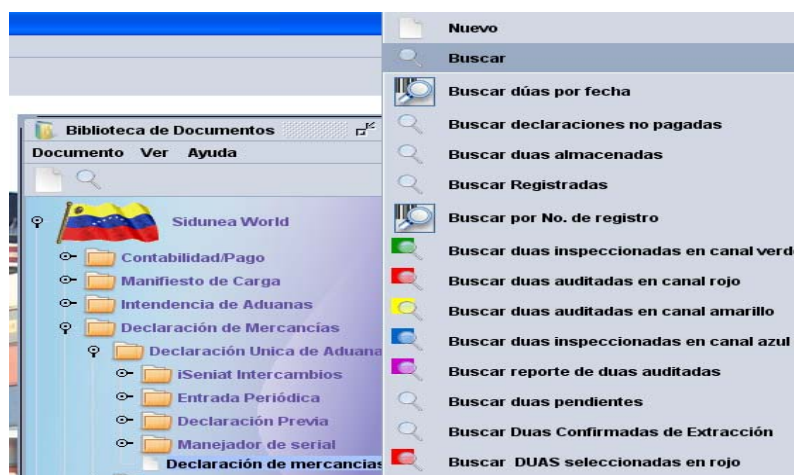 Biblioteca de Documentos
Documento Ver Ayuda
Sidunea World
Contabilidad/Pago
Manifiesto de Carga
Intendencia de Aduanas
Declaración de Mercancías
Declaración Unica de Aduana
iSeniat Intercambios
Entrada Periódica
Declaración Previa
Manejador de serial
Declaración de mercancias
Nuevo
Buscar
Buscar dúas por fecha
Buscar declaraciones no pagadas
Buscar duas almacenadas
Buscar Registradas
Buscar por No. de registro
Buscar duas inspeccionadas en canal verd
Buscar duas auditadas en canal rojo
Buscar duas auditadas en canal amarillo
Buscar duas inspeccionadas en canal azul
Buscar reporte de duas auditadas
Buscar duas pendientes
Buscar Duas Confirmadas de Extracción
Buscar DUAS seleccionadas en rojo